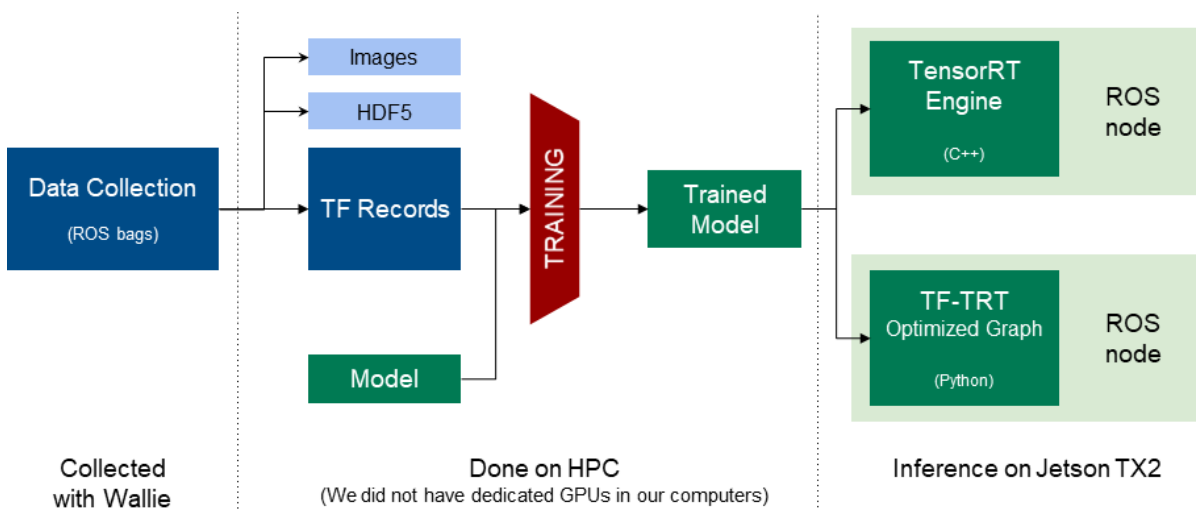 Images
HDF5
Data Collection
(ROS bags)
TF Records
Model
TRAINING
Trained
Model
TensorRT
Engine
(C++)
ROS
node
TF-TRT
Optimized Graph
(Python)
ROS
node
Collected
with Wallie
Done on HPC
(We did not have dedicated GPUs in our computers)
Inference on Jetson TX2